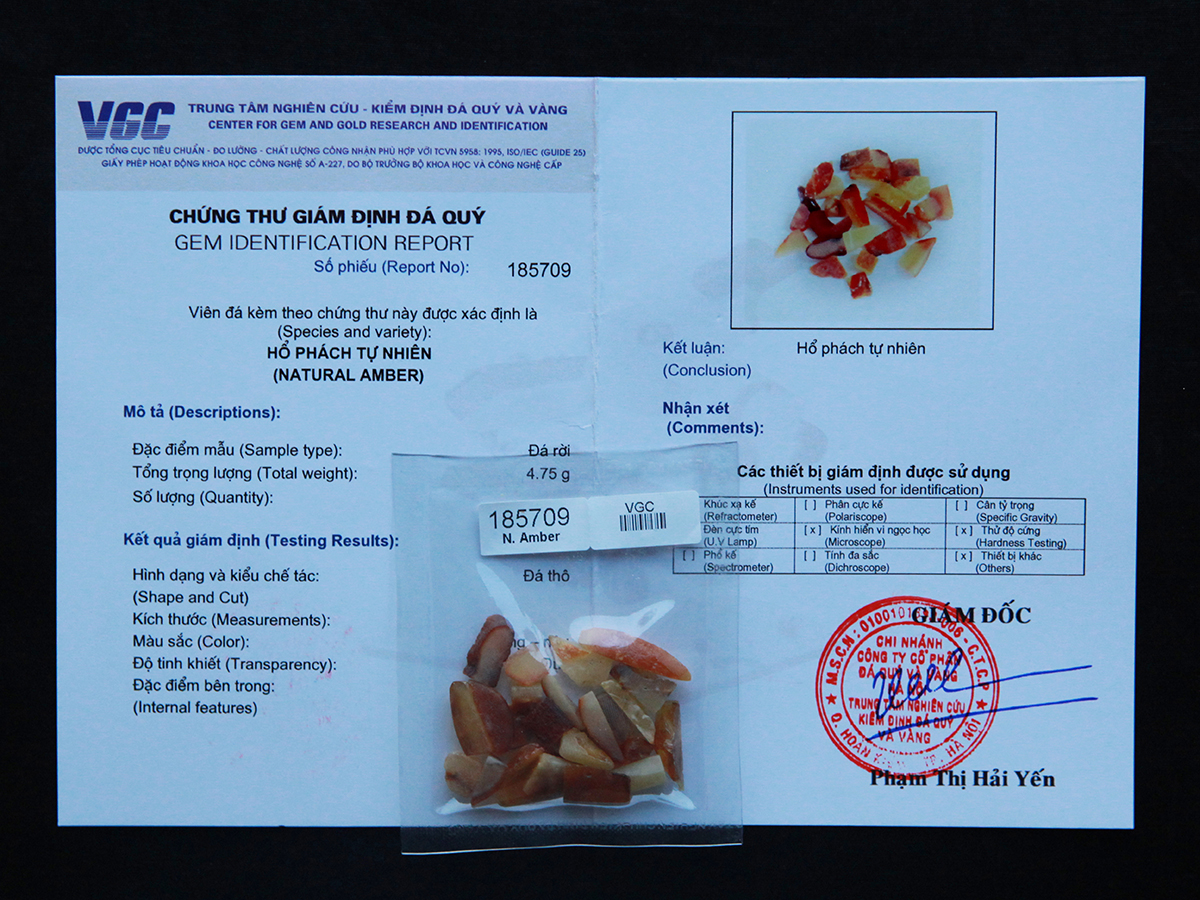 VGC
TRUNG TÂM NGHIÊN CỨU - KIỂM ĐỊNH ĐÁ QUÝ VÀ VÀNG
CENTER FOR GEM AND GOLD RESEARCH AND IDENTIFICATION
ĐƯỢC TỔNG CỤC TIÊU CHUẨN - ĐO LƯỜNG - CHẤT LƯỢNG CÔNG NHẬN PHÙ HỢP VỚI TCVN 5958: 1995, ISO/IEC (GUIDE 25)
GIẤY PHÉP HOẠT ĐỘNG KHOA HỌC CÔNG NGHỆ SỐ A-227, DO BỘ TRƯỞNG BỘ KHOA HỌC VÀ CÔNG NGHỆ CẤP
CHỨNG THƯ GIÁM ĐỊNH ĐÁ QUÝ
GEM IDENTIFICATION REPORT
Số phiếu (Report No): 185709
Viên đá kèm theo chứng thư này được xác định là
(Species and variety):
HỔ PHÁCH TỰ NHIÊN
(NATURAL AMBER)
Mô tả (Descriptions):
Đặc điểm mẫu (Sample type): Đá rời
Tổng trọng lượng (Total weight): 4.75 g
Số lượng (Quantity):
Kết quả giám định (Testing Results):
Hình dạng và kiểu chế tác: Đá thô
(Shape and Cut)
Kích thước (Measurements):
Màu sắc (Color):
Độ tinh khiết (Transparency):
Đặc điểm bên trong:
(Internal features)
185709
N. Amber
VGC
Kết luận: Hổ phách tự nhiên
(Conclusion)
Nhận xét
(Comments):
Các thiết bị giám định được sử dụng
(Instruments used for identification)
Khúc xạ kế [ ] Phân cực kế [ ] Cân tỷ trọng
(Refractometer) (Polariscope) (Specific Gravity)
Đèn cực tím [ x ] Kính hiển vi ngọc học [ x ] Thử độ cứng
(U.V Lamp) (Microscope) (Hardness Testing)
[ ] Phổ kế [ ] Tính đa sắc [ x ] Thiết bị khác
(Spectrometer) (Dichroscope) (Others)
GIÁM ĐỐC
CHI NHÁNH
CÔNG TY CỔ PHẦN
ĐÁ QUÝ VÀ VÀNG
HÀ NỘI
TRUNG TÂM NGHIÊN CỨU
KIỂM ĐỊNH ĐÁ QUÝ
VÀ VÀNG
Phạm Thị Hải Yến